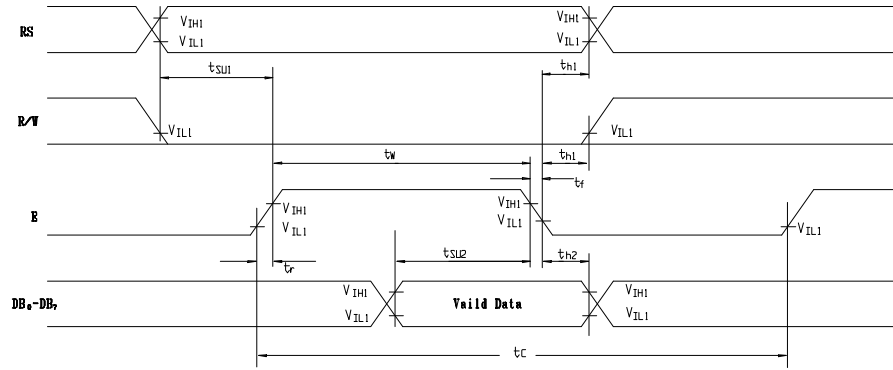 RS
VIH1
VIL1
VIH1
VIL1
tSU1
th1
R/W
VIL1
VIL1
tW
th1
tf
E
VIH1
VIL1
VIH1
VIL1
VIL1
tr
tSU2
th2
DB0-DB7
VIH1
VIL1
Vaild Data
VIH1
VIL1
tC